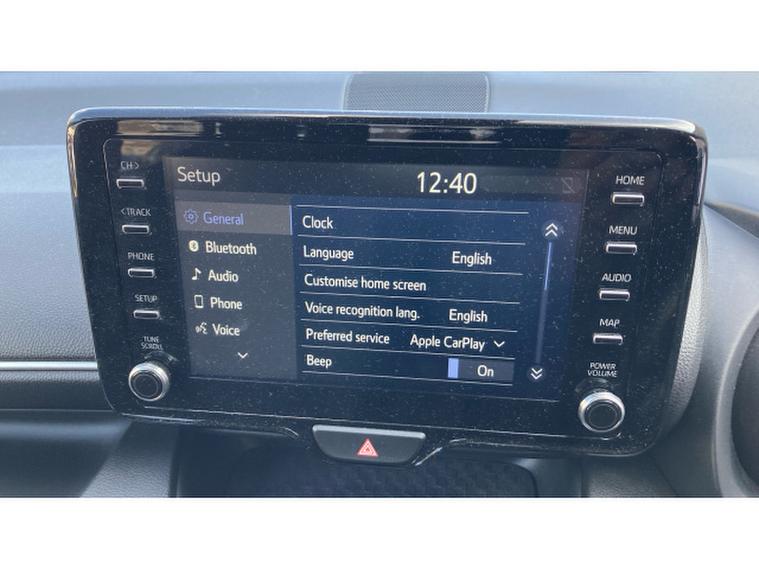 CH>
<TRACK
PHONE
SETUP
TUNE
SCROLL
Setup 12:40
General
Bluetooth
Audio
Phone
Voice
Clock
Language English
Customise home screen
Voice recognition lang. English
Preferred service Apple CarPlay
Beep On
HOME
MENU
AUDIO
MAP
POWER
VOLUME